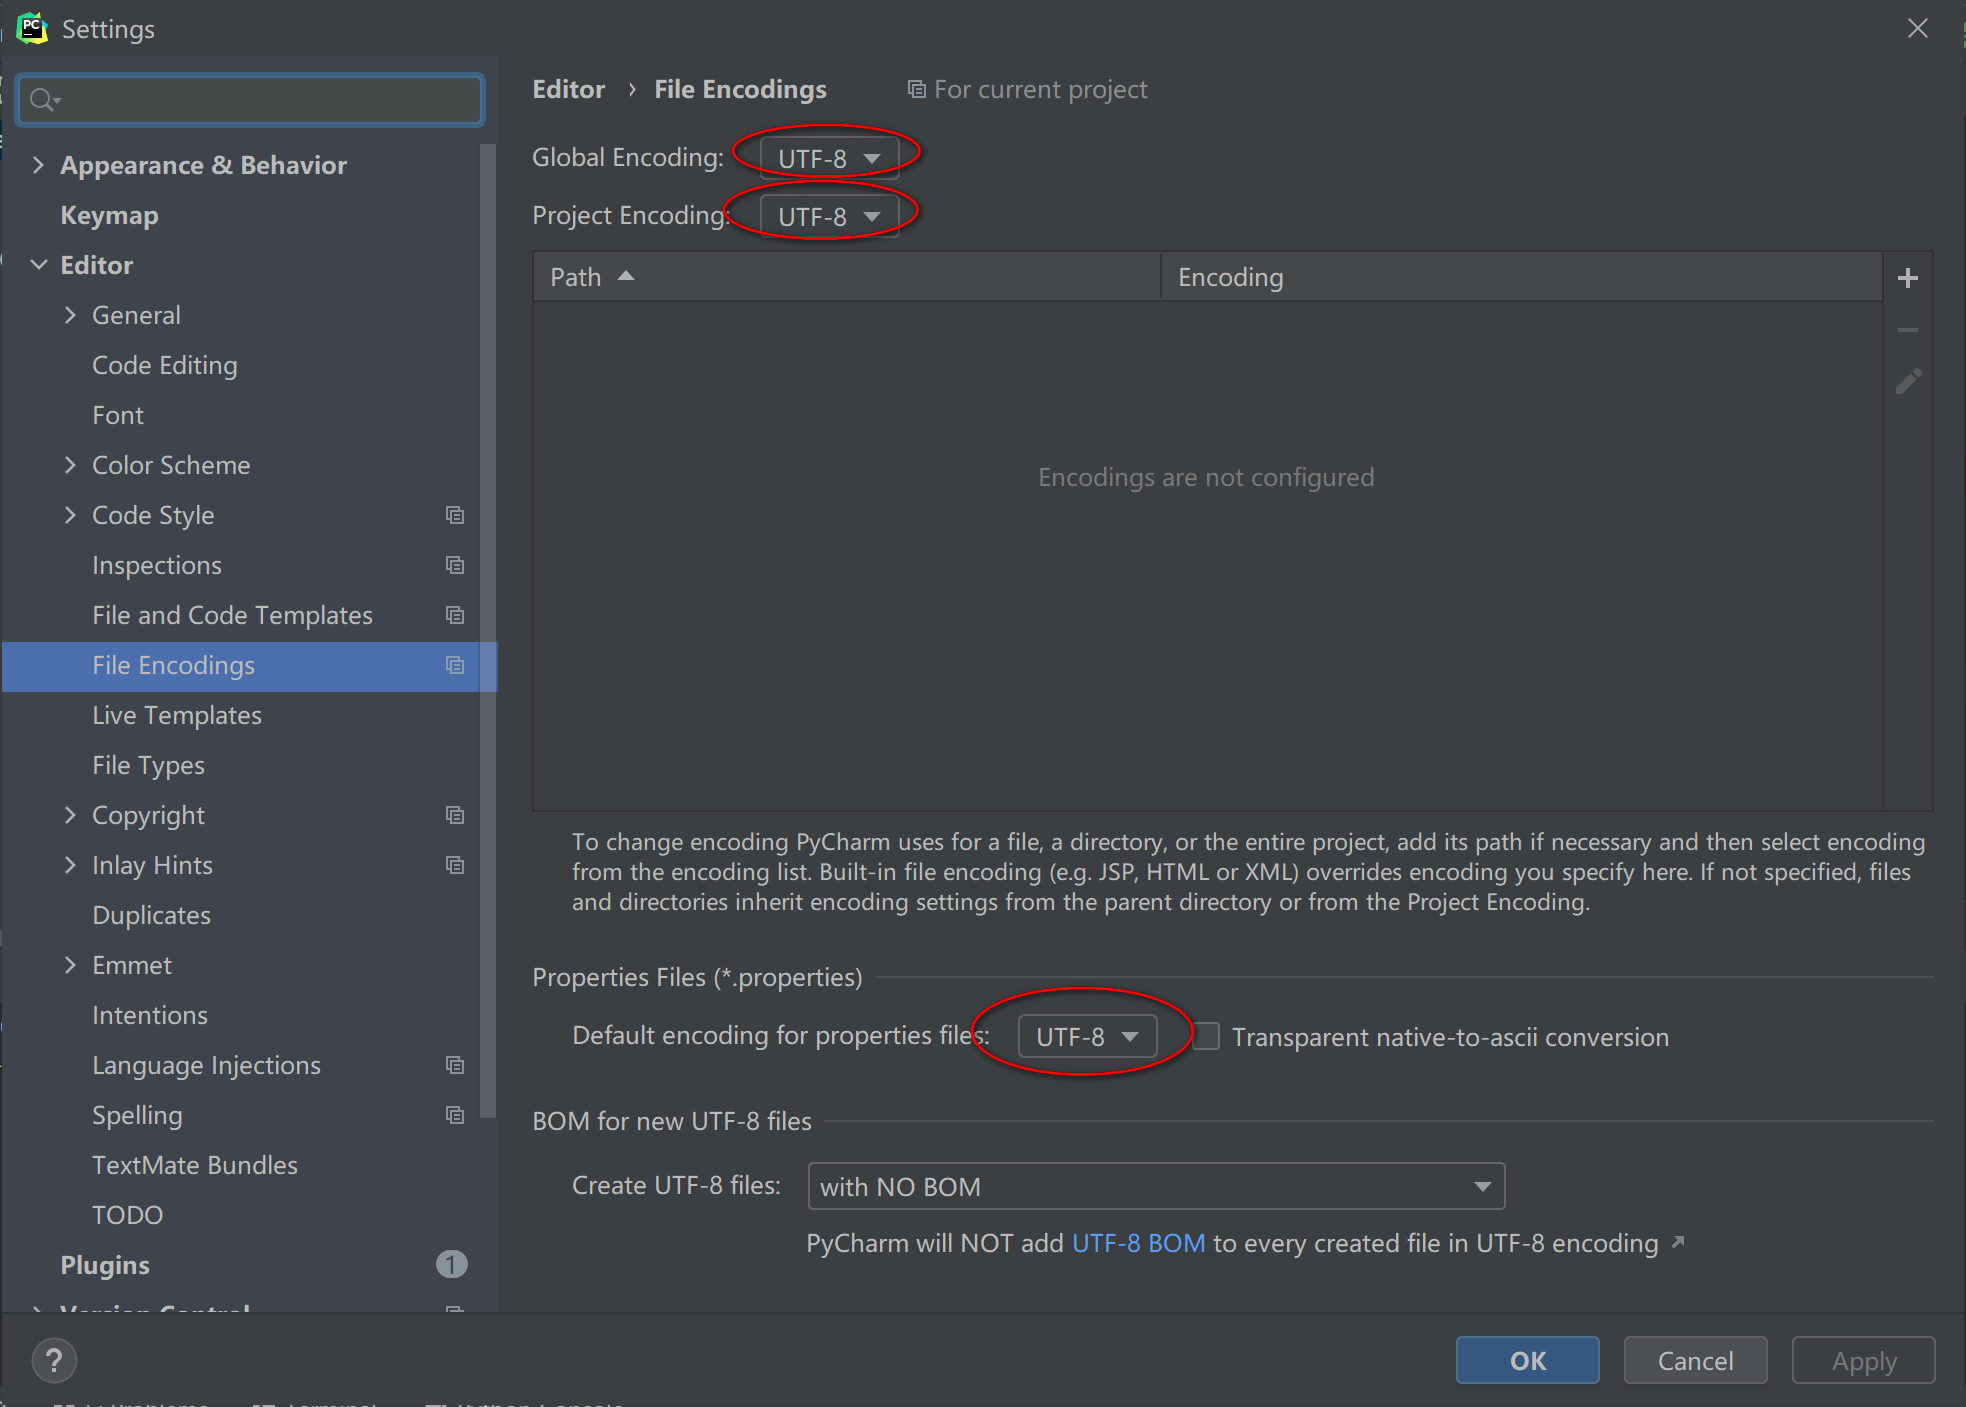 PC
Settings
Appearance & Behavior
Keymap
Editor
General
Code Editing
Font
Color Scheme
Code Style
Inspections
File and Code Templates
File Encodings
Live Templates
File Types
Copyright
Inlay Hints
Duplicates
Emmet
Intentions
Language Injections
Spelling
TextMate Bundles
TODO
Plugins 1
Version Control
Editor › File Encodings For current project
Global Encoding: UTF-8
Project Encoding: UTF-8
Path Encoding
Encodings are not configured
To change encoding PyCharm uses for a file, a directory, or the entire project, add its path if necessary and then select encoding
from the encoding list. Built-in file encoding (e.g. JSP, HTML or XML) overrides encoding you specify here. If not specified, files
and directories inherit encoding settings from the parent directory or from the Project Encoding.
Properties Files (*.properties)
Default encoding for properties files: UTF-8 Transparent native-to-ascii conversion
BOM for new UTF-8 files
Create UTF-8 files: with NO BOM
PyCharm will NOT add UTF-8 BOM to every created file in UTF-8 encoding ↗
? OK Cancel Apply